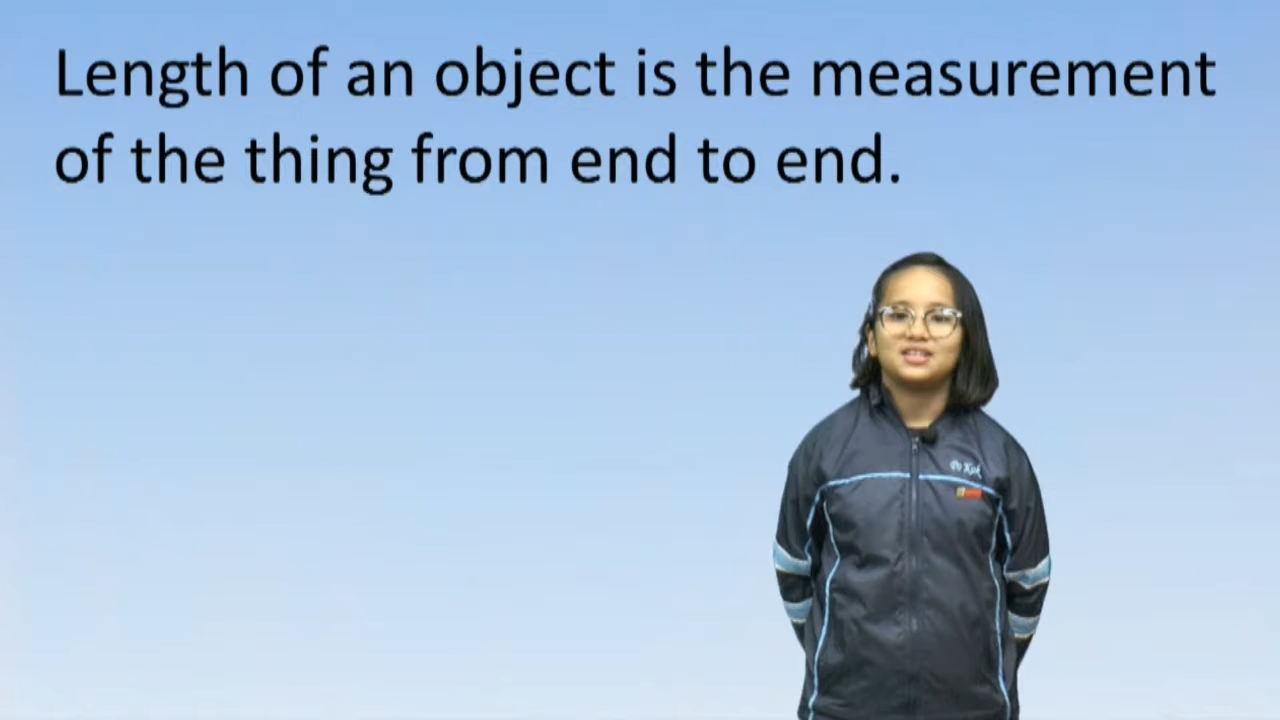 Length of an object is the measurement
of the thing from end to end.